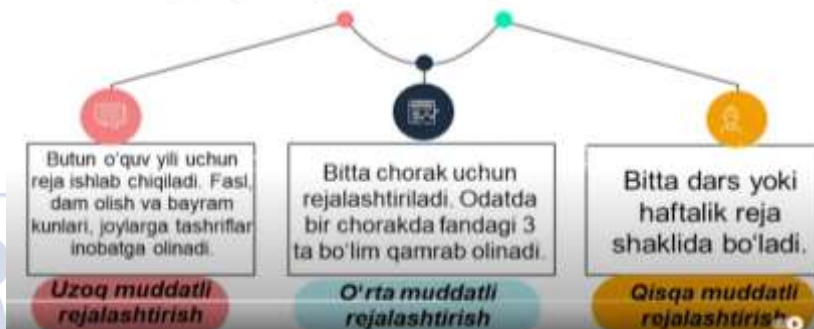 Butun o'quv yili uchun
reja ishlab chiqiladi. Fasl,
dam olish va bayram
kunlari, joylarga tashriflar
inobatga olinadi.
Uzoq muddatli
rejalashtirish
Bitta chorak uchun
rejalashtiriladi. Odatda
bir chorakda fandagi 3
ta bo'lim qamrab olinadi.
O'rta muddatli
rejalashtirish
Bitta dars yoki
haftalik reja
shaklida bo'ladi.
Qisqa muddatli
rejalashtirish